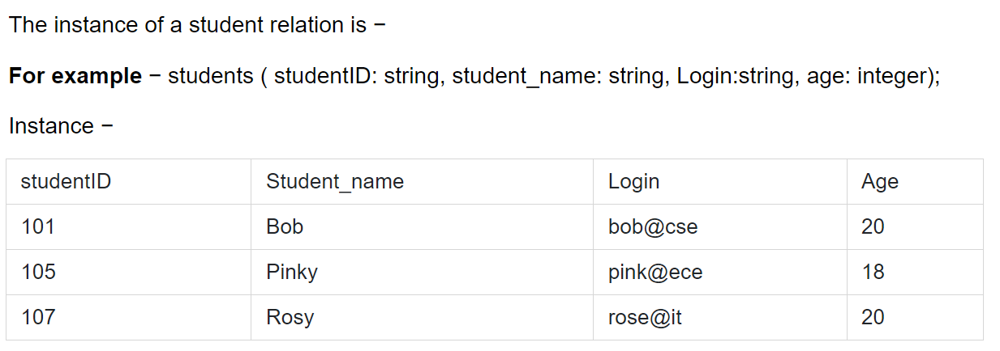 The instance of a student relation is −
For example − students ( studentID: string, student_name: string, Login:string, age: integer);
Instance −
studentID Student_name Login Age
101 Bob bob@cse 20
105 Pinky pink@ece 18
107 Rosy rose@it 20